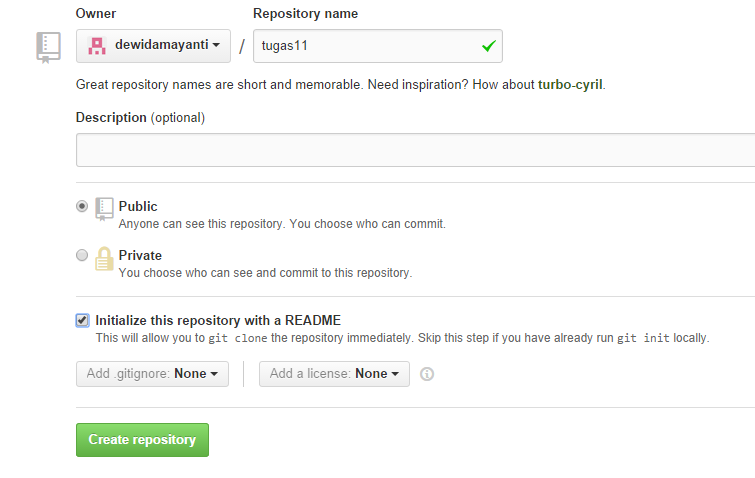 Owner Repository name
dewidamayanti / tugas11
Great repository names are short and memorable. Need inspiration? How about turbo-cyril.
Description (optional)
Public
Anyone can see this repository. You choose who can commit.
Private
You choose who can see and commit to this repository.
Initialize this repository with a README
This will allow you to git clone the repository immediately. Skip this step if you have already run git init locally.
Add .gitignore: None Add a license: None
Create repository